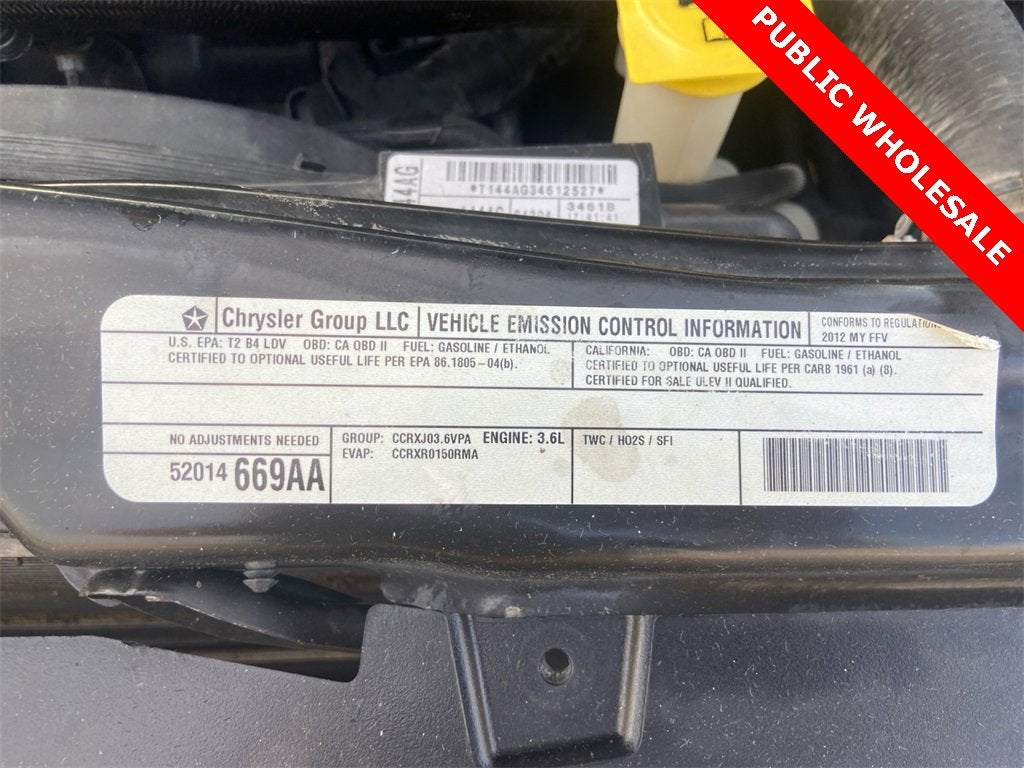 PUBLIC WHOLESALE
44AG
*T144AG34612527*
3461B
Chrysler Group LLC VEHICLE EMISSION CONTROL INFORMATION
CONFORMS TO
2012 MY FFV
U.S. EPA: T2 B4 LDV OBD: CA OBD II FUEL: GASOLINE / ETHANOL
CERTIFIED TO OPTIONAL USEFUL LIFE PER EPA 86.1805-04(b).
CALIFORNIA: OBD: CA OBD II FUEL: GASOLINE / ETHANOL
CERTIFIED TO OPTIONAL USEFUL LIFE PER CARB 1961 (a) (8).
CERTIFIED FOR SALE ULEV II QUALIFIED.
NO ADJUSTMENTS NEEDED
52014 669AA
GROUP: CCRXJ03.6VPA ENGINE: 3.6L
EVAP: CCRXR0150RMA
TWC / HO2S / SFI